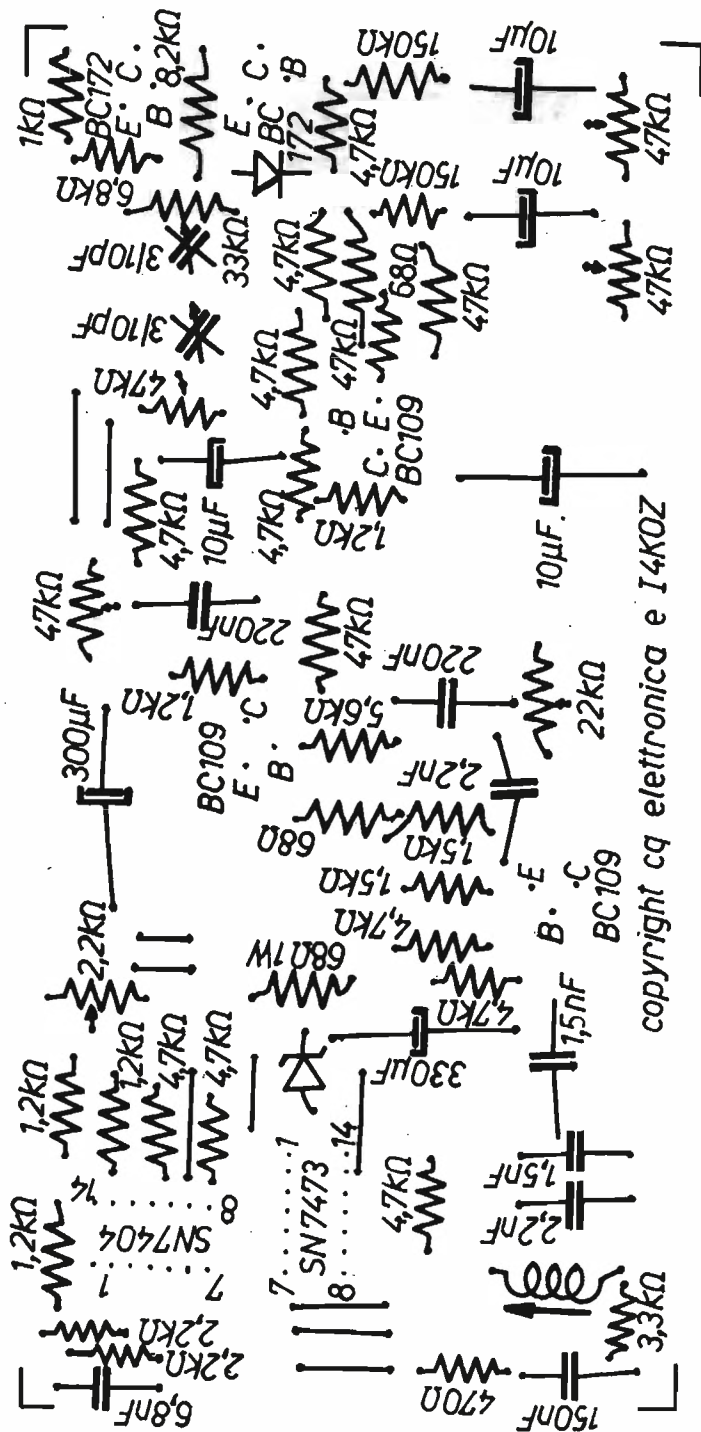 1kΩ
BC172
E. C.
B. 8,2kΩ
E. C.
BC .B
172
4,7kΩ
150kΩ
10µF
47kΩ
6,8kΩ
3/10pF
33kΩ
150kΩ
10µF
47kΩ
3/10pF
4,7kΩ
47kΩ
68Ω
47kΩ
47kΩ
4,7kΩ
.B
C. E.
BC109
4,7kΩ
10µF
4,7kΩ
1,2kΩ
10µF.
47kΩ
220nF
47kΩ
220nF
22kΩ
300µF
1,2kΩ
BC109
E. .C
B.
5,6kΩ
2,2nF
68Ω
1,5kΩ
1,5kΩ
4,7kΩ
B. .E
.C
BC109
2,2kΩ
68Ω1W
4,7kΩ
1,5nF
330µF
1,2kΩ
1,2kΩ
4,7kΩ
4,7kΩ
1,2kΩ
14 8
SN7404
1 7
7 1
SN7473
8 14
4,7kΩ
1,5nF
2,2nF
2,2kΩ
2,2kΩ
6,8nF
470Ω
150nF
3,3kΩ
copyright cq elettronica e I4KOZ